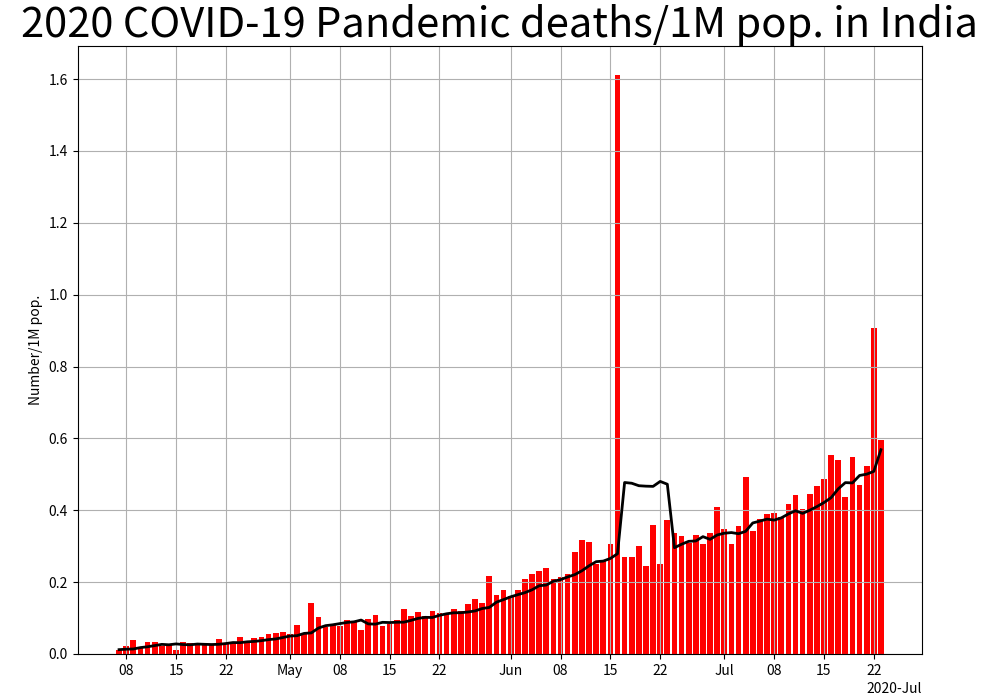 2020 COVID-19 Pandemic deaths/1M pop. in India
Number/1M pop.
1.6
1.4
1.2
1.0
0.8
0.6
0.4
0.2
0.0
08 15 22 May 08 15 22 Jun 08 15 22 Jul 08 15 22
2020-Jul